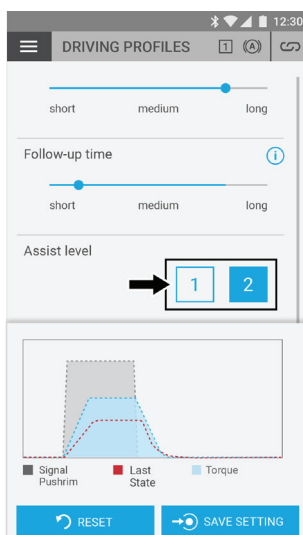 12:30
DRIVING PROFILES 1 (A)
short medium long
Follow-up time i
short medium long
Assist level
1 2
Signal Pushrim
Last State
Torque
RESET
SAVE SETTING